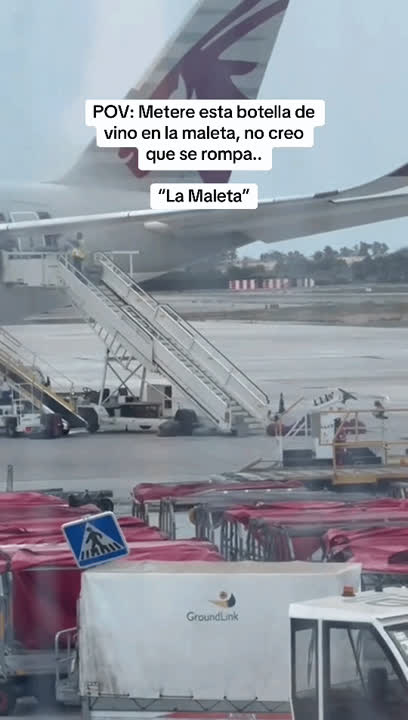 POV: Metere esta botella de
vino en la maleta, no creo
que se rompa..
"La Maleta"
GroundLink